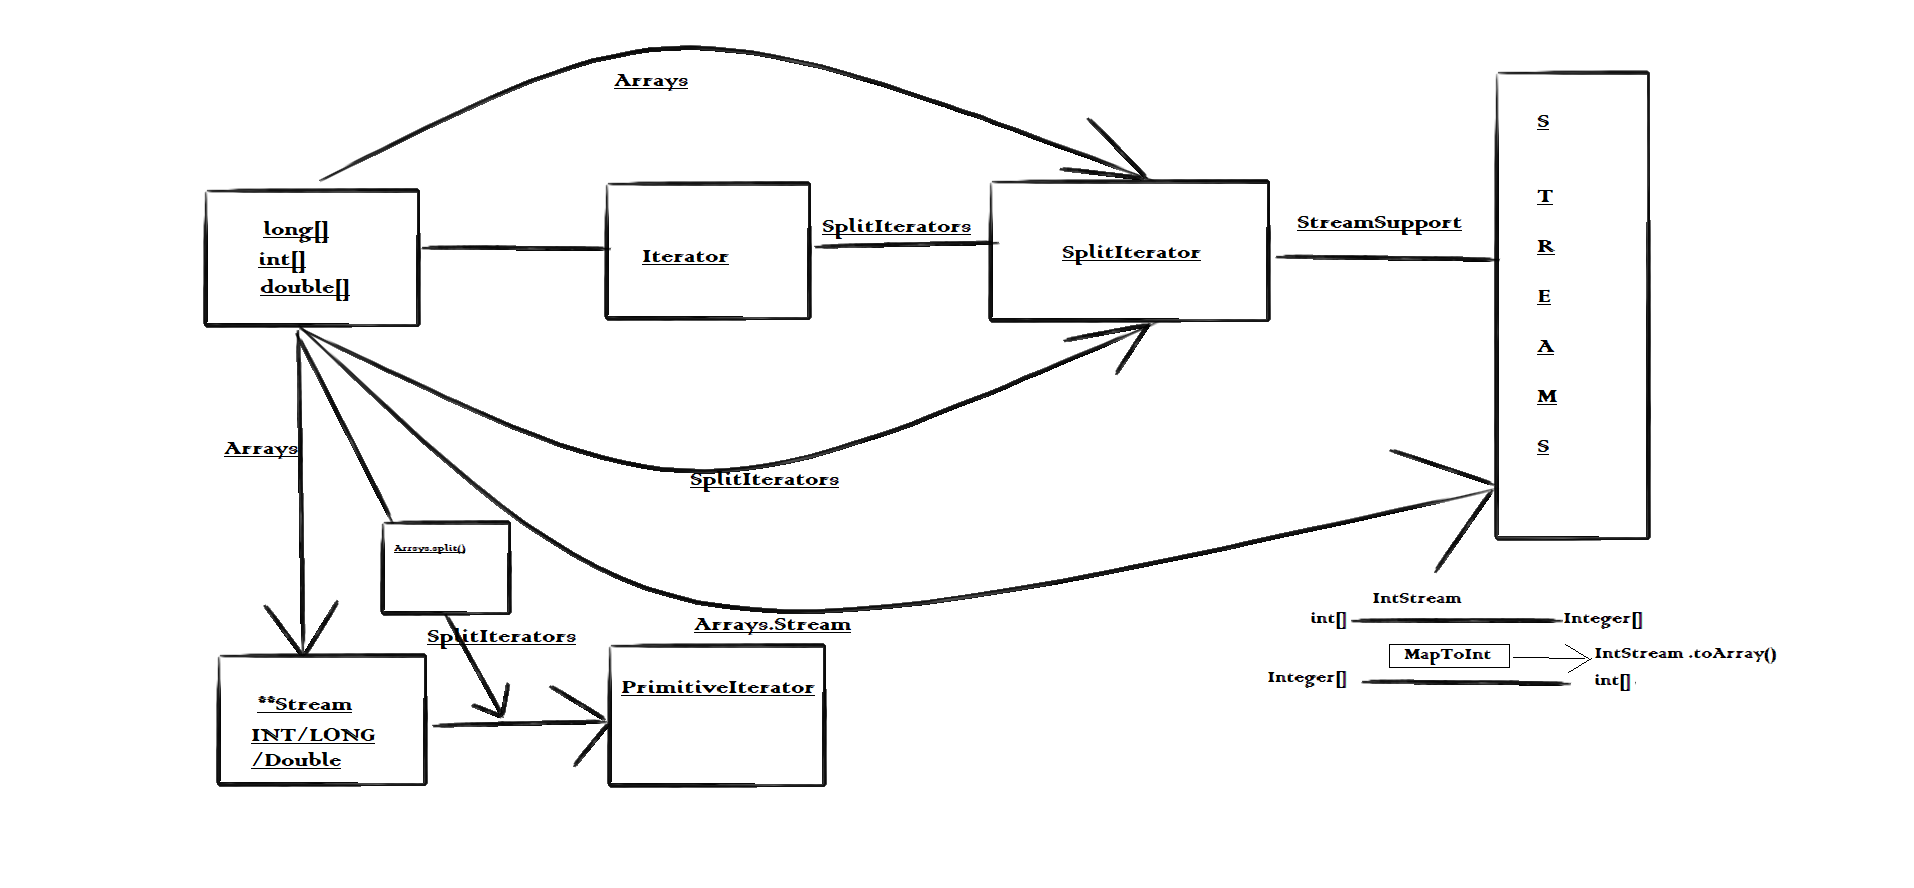 Arrays
long[]
int[]
double[]
Iterator
SplitIterators
SplitIterator
StreamSupport
S
T
R
E
A
M
S
Arrays
SplitIterators
Arrays.split()
SplitIterators
Arrays.Stream
**Stream
INT/LONG
/Double
PrimitiveIterator
IntStream
int[] Integer[]
MapToInt IntStream .toArray()
Integer[] int[]